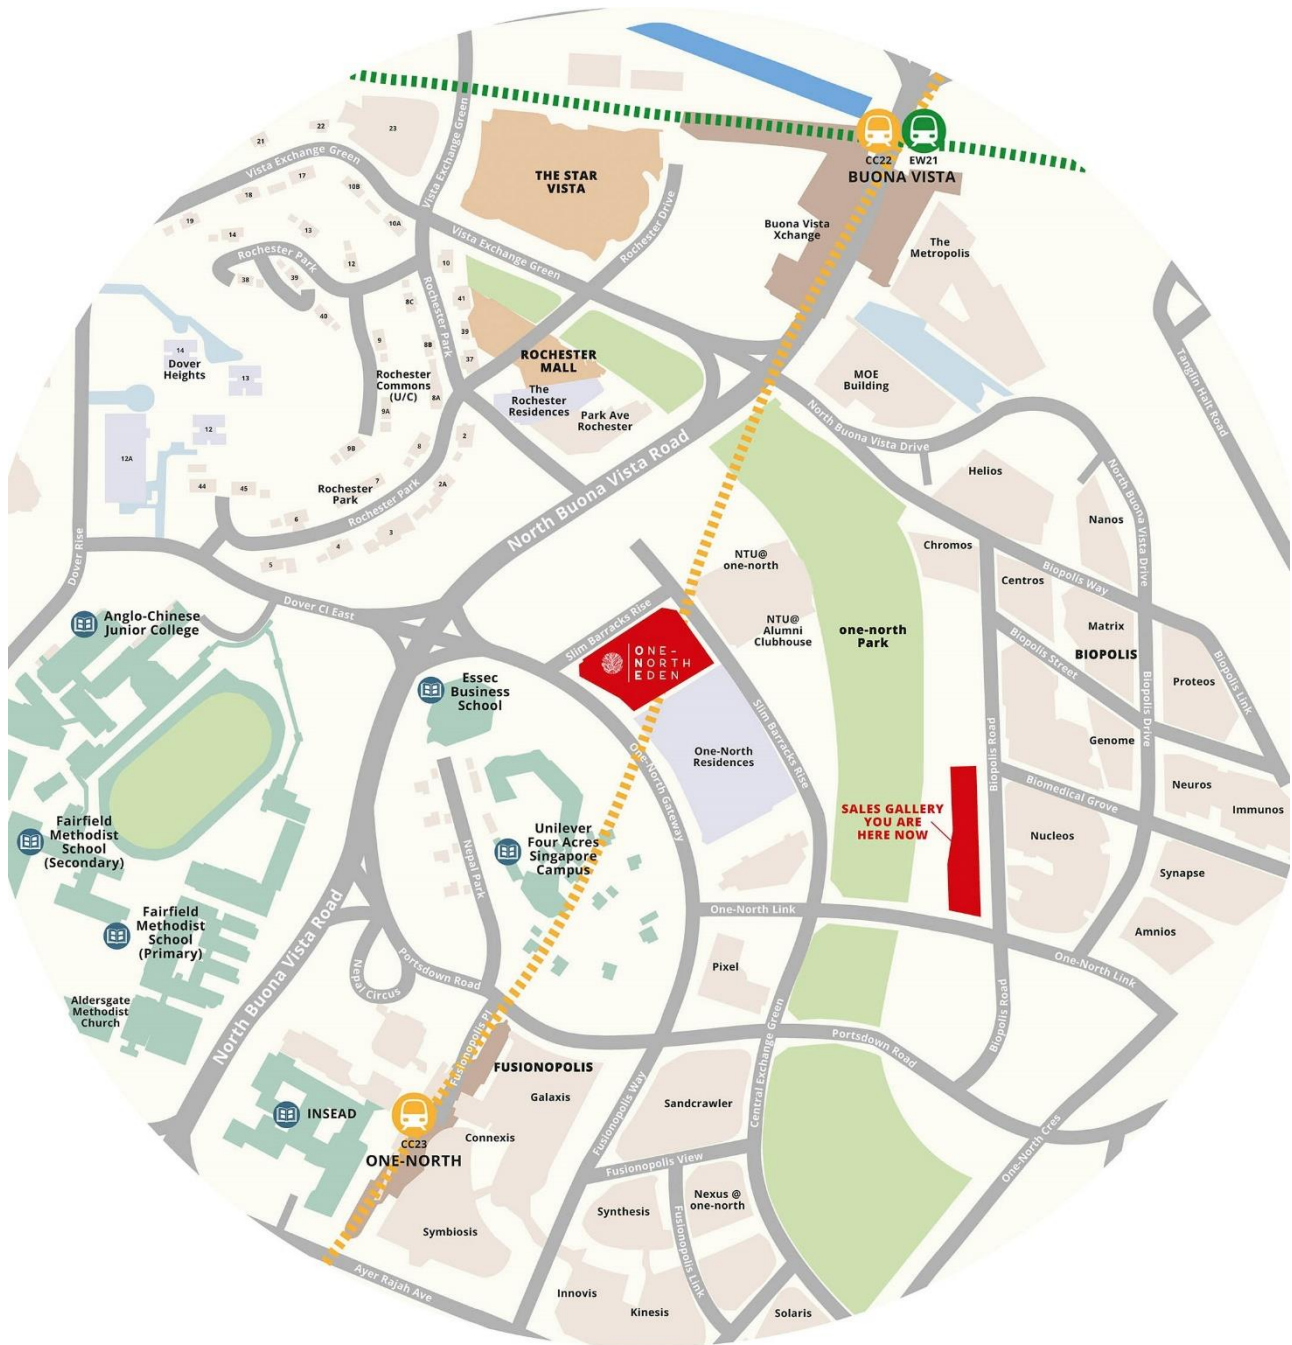 CC22
EW21
BUONA VISTA
23
22
21
Vista Exchange Green
Vista Exchange Green
THE STAR
VISTA
17
18
10B
19
14
13
10A
Vista Exchange Green
Rochester Drive
Buona Vista
Xchange
The
Metropolis
Rochester Park
12
10
38
39
40
8C
41
39
37
Rochester Park
9
8B
ROCHESTER
MALL
The
Rochester
Residences
Park Ave
Rochester
Rochester
Commons
(U/C)
8A
9A
14
Dover
Heights
13
12
12A
MOE
Building
Tanglin Halt Road
North Buona Vista Drive
North Buona Vista Drive
Helios
Nanos
9B
8
2
7
2A
44
45
Rochester
Park
Rochester Park
6
3
4
5
North Buona Vista Road
Dover Rise
Chromos
Centros
Biopolis Way
NTU@
one-north
NTU@
Alumni
Clubhouse
one-north
Park
Matrix
BIOPOLIS
Biopolis Street
Biopolis Link
Proteos
Biopolis Drive
Genome
Dover Cl East
Anglo-Chinese
Junior College
Slim Barracks Rise
ONE-
NORTH
EDEN
Essec
Business
School
One-North
Residences
Slim Barracks Rise
One-North Gateway
Biopolis Road
Biomedical Grove
Neuros
Immunos
SALES GALLERY
YOU ARE
HERE NOW
Nucleos
Fairfield
Methodist
School
(Secondary)
Unilever
Four Acres
Singapore
Campus
Nepal Park
Synapse
Fairfield
Methodist
School
(Primary)
One-North Link
Amnios
One-North Link
Pixel
Portsdown Road
Nepal Circus
Aldersgate
Methodist
Church
North Buona Vista Road
Fusionopolis Pl
Central Exchange Green
Portsdown Road
Biopolis Road
FUSIONOPOLIS
Galaxis
Fusionopolis Way
Sandcrawler
INSEAD
CC23
ONE-NORTH
Connexis
One-North Cres
Fusionopolis View
Nexus @
one-north
Synthesis
Symbiosis
Fusionopolis Link
Ayer Rajah Ave
Innovis
Kinesis
Solaris